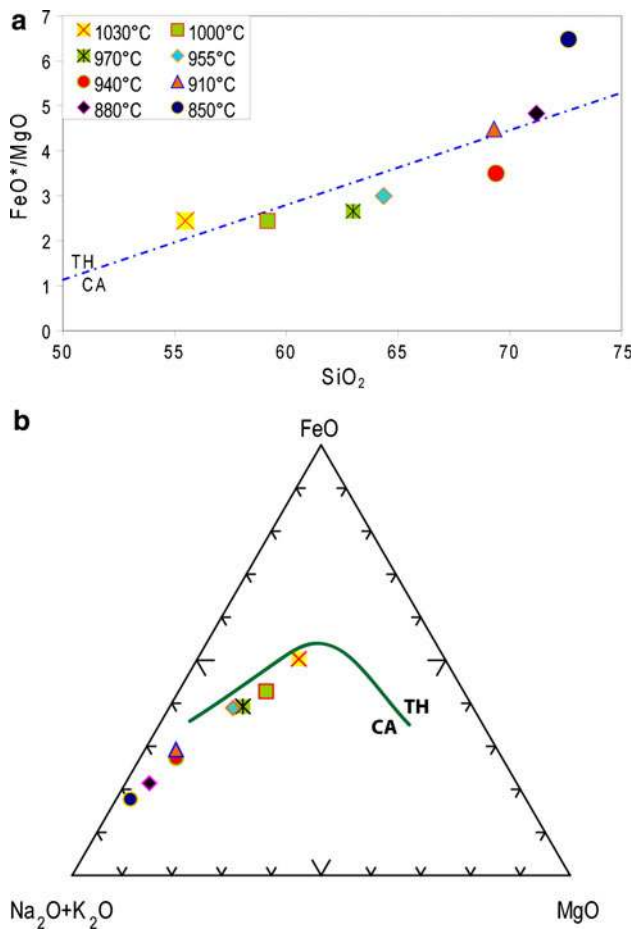 a
7
6
5
4
3
2
1
0
FeO*/MgO
1030°C 1000°C
970°C 955°C
940°C 910°C
880°C 850°C
TH
CA
50 55 60 65 70 75
SiO₂
b
FeO
TH
CA
Na₂O+K₂O MgO